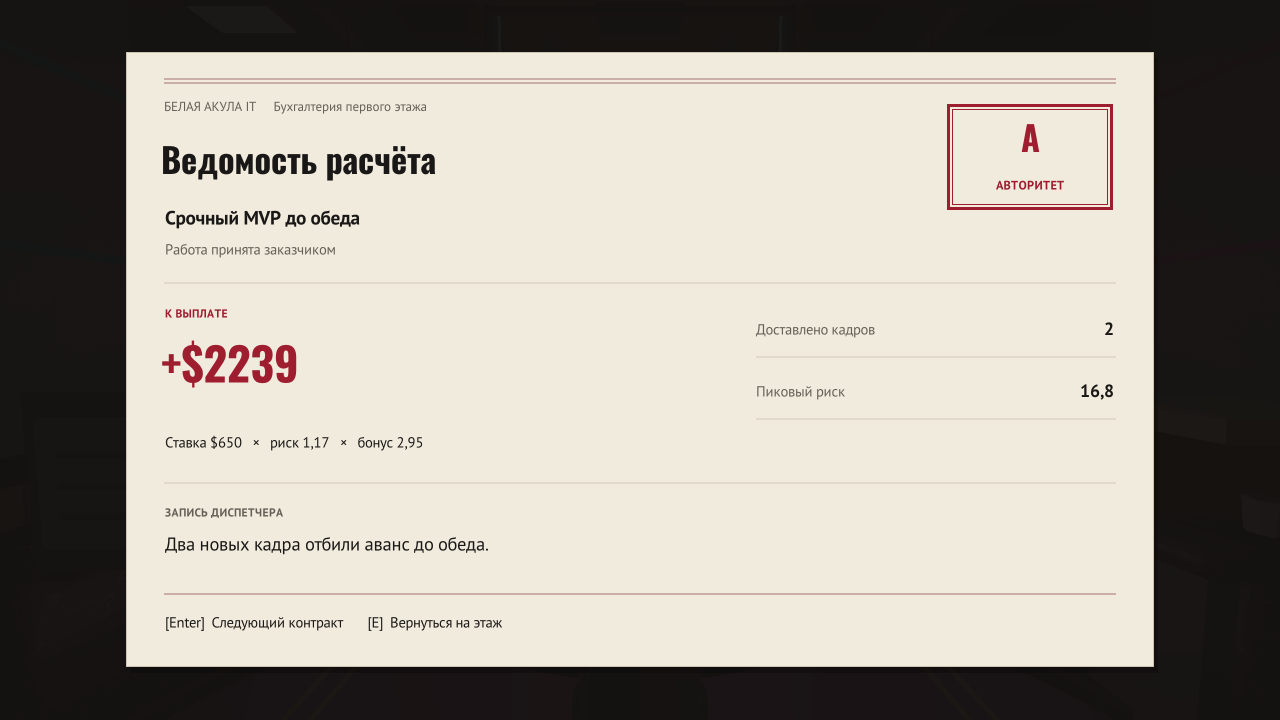 БЕЛАЯ АКУЛА IT Бухгалтерия первого этажа
А
АВТОРИТЕТ
Ведомость расчёта
Срочный MVP до обеда
Работа принята заказчиком
К ВЫПЛАТЕ
+$2239
Доставлено кадров 2
Пиковый риск 16,8
Ставка $650 × риск 1,17 × бонус 2,95
ЗАПИСЬ ДИСПЕТЧЕРА
Два новых кадра отбили аванс до обеда.
[Enter] Следующий контракт [E] Вернуться на этаж